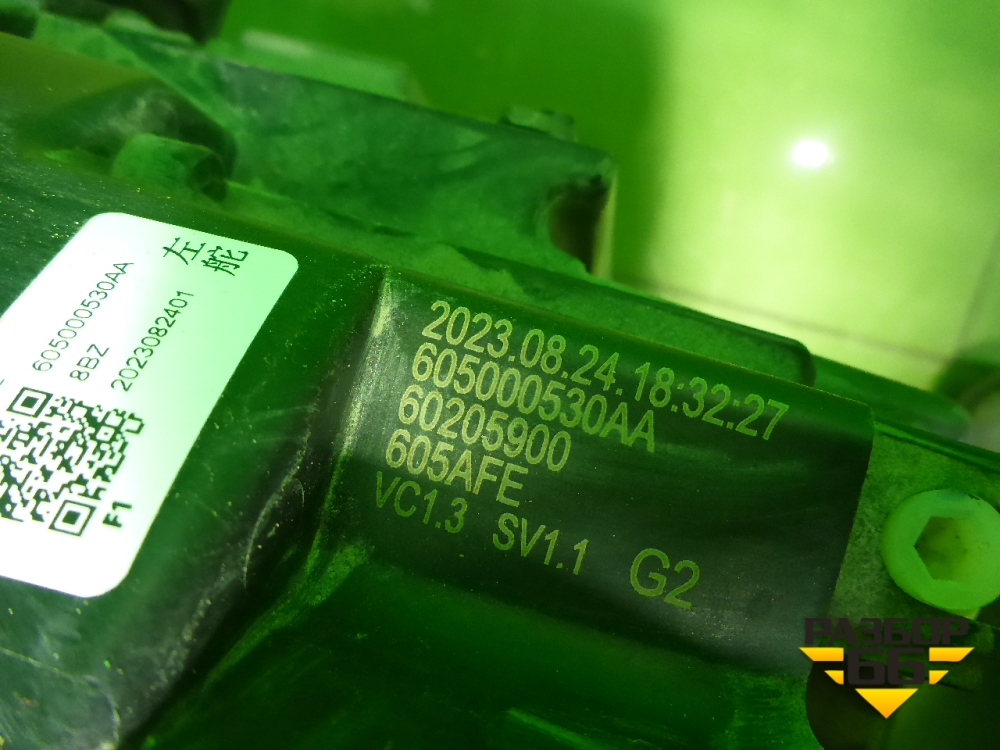 左
舵
605000530AA
8BZ
2023082401
F1
2023.08.24.18:32:27
605000530AA
60205900
605AFE
VC1.3 SV1.1 G2
РАЗБОР
66